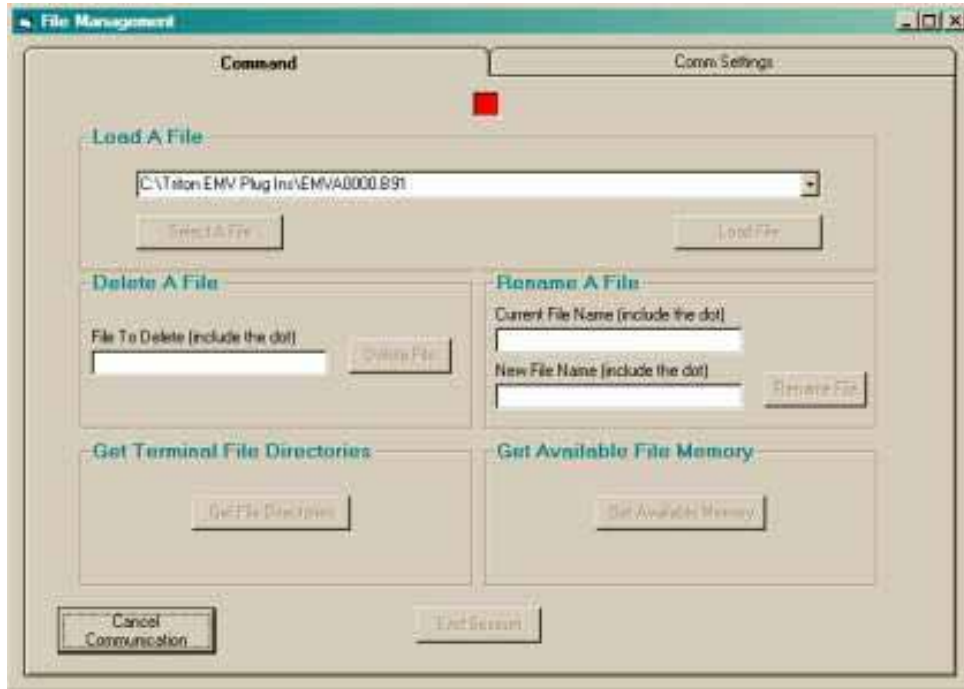 File Management
Command
Comm Settings
Load A File
C:\Triton EMV Plug Ins\EMVA0000.B91
Select A File
Load File
Delete A File
Rename A File
File To Delete (include the dot)
Delete File
Current File Name (include the dot)
New File Name (include the dot)
Rename File
Get Terminal File Directories
Get Available File Memory
Get File Directories
Get Available Memory
Cancel
Communication
End Session